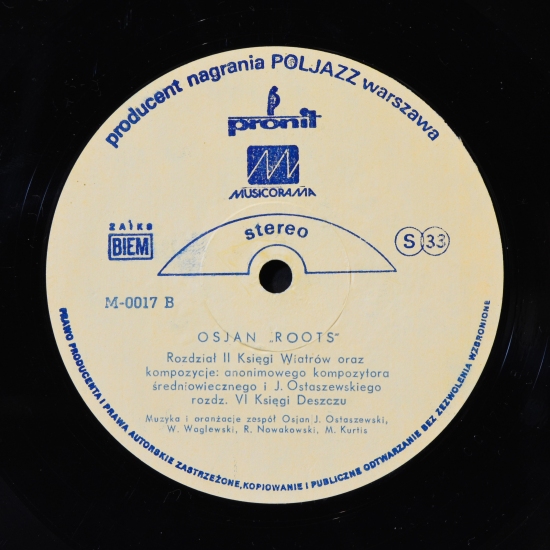 producent nagrania POLJAZZ warszawa
pronit
MUSICORAMA
ZAiKS
BIEM
stereo
S 33
M-0017 B
OSJAN „ROOTS"
Rozdział II Księgi Wiatrów oraz
kompozycje: anonimowego kompozytora
średniowiecznego i J. Ostaszewskiego
rozdz. VI Księgi Deszczu
Muzyka i aranżacje zespół Osjan J. Ostaszewski,
W. Waglewski, R. Nowakowski, M. Kurtis
PRAWO PRODUCENTA I PRAWA AUTORSKIE ZASTRZEŻONE, KOPIOWANIE I PUBLICZNE ODTWARZANIE BEZ ZEZWOLENIA WZBRONIONE